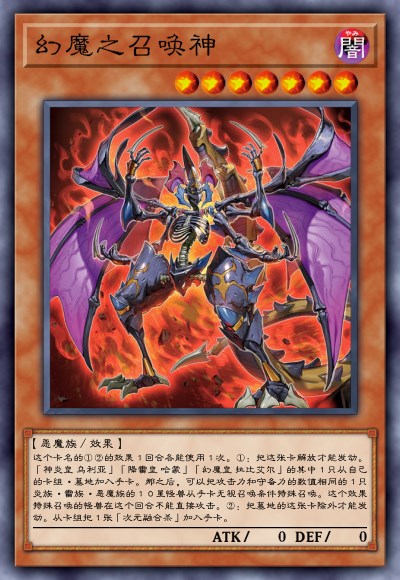 幻魔之召唤神
やみ
闇
【恶魔族/效果】
这个卡名的①②的效果1回合各能使用1次。①：把这张卡解放才能发动。
「神炎皇 乌利亚」「降雷皇 哈蒙」「幻魔皇 拉比艾尔」的其中1只从自己
的卡组·墓地加入手卡。那之后，可以把攻击力和守备力的数值相同的1只
炎族·雷族·恶魔族的10星怪兽从手卡无视召唤条件特殊召唤。这个效果
特殊召唤的怪兽在这个回合不能直接攻击。②：把墓地的这张卡除外才能发
动。从卡组把1张「次元融合杀」加入手卡。
ATK/ 0 DEF/ 0